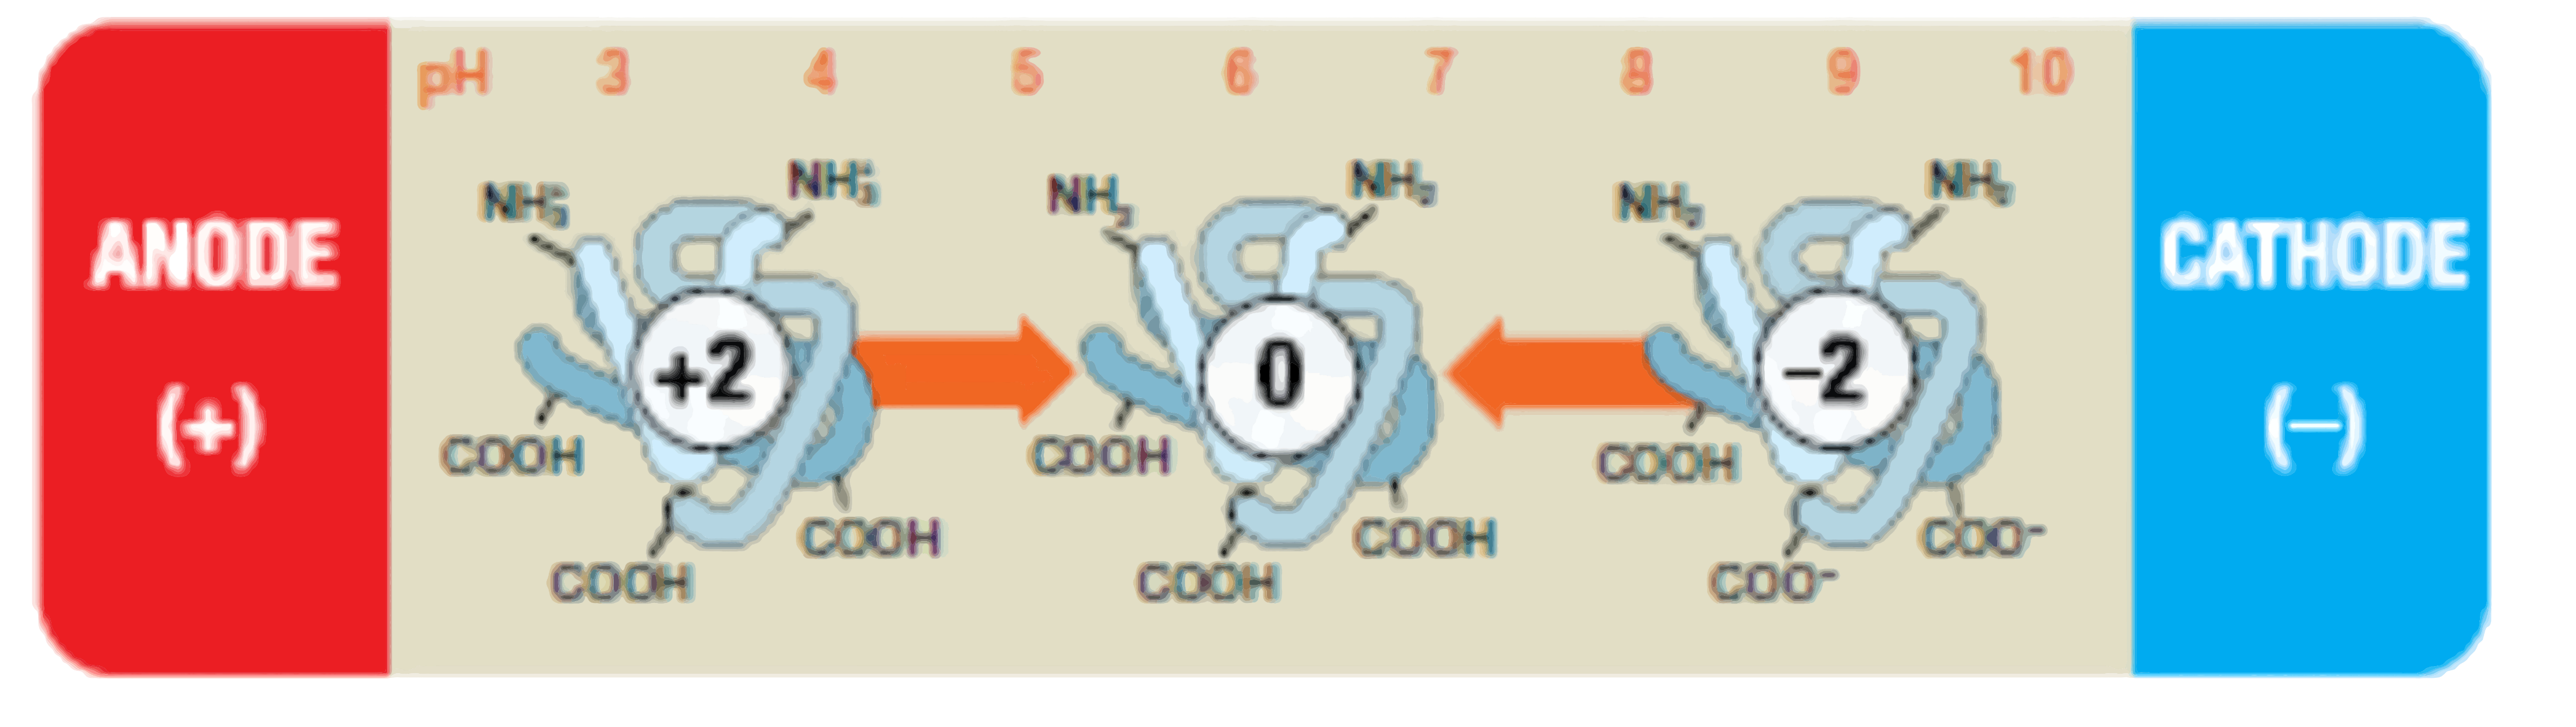 pH 3 4 5 6 7 8 9 10
ANODE
(+)
NH₃⁺
NH₃⁺
+2
COOH
COOH
COOH
NH₂
NH₂
0
COOH
COOH
COOH
NH₂
NH₂
–2
COOH
COO⁻
COO⁻
CATHODE
(–)